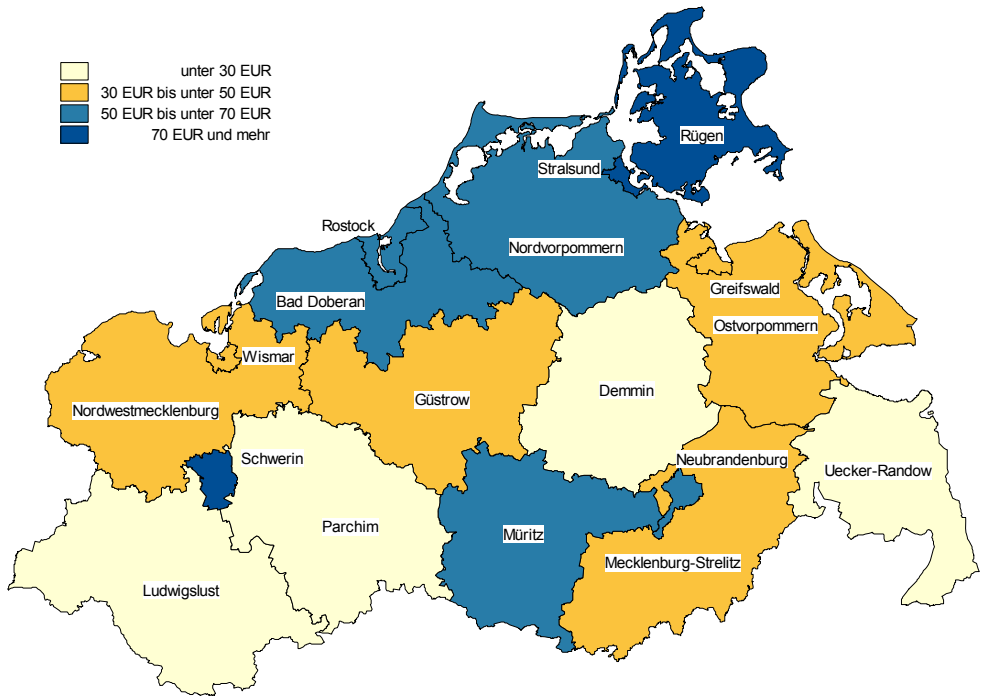 unter 30 EUR
30 EUR bis unter 50 EUR
50 EUR bis unter 70 EUR
70 EUR und mehr
Rügen
Stralsund
Rostock
Nordvorpommern
Greifswald
Bad Doberan
Ostvorpommern
Wismar
Demmin
Güstrow
Nordwestmecklenburg
Schwerin
Neubrandenburg
Uecker-Randow
Parchim
Müritz
Mecklenburg-Strelitz
Ludwigslust